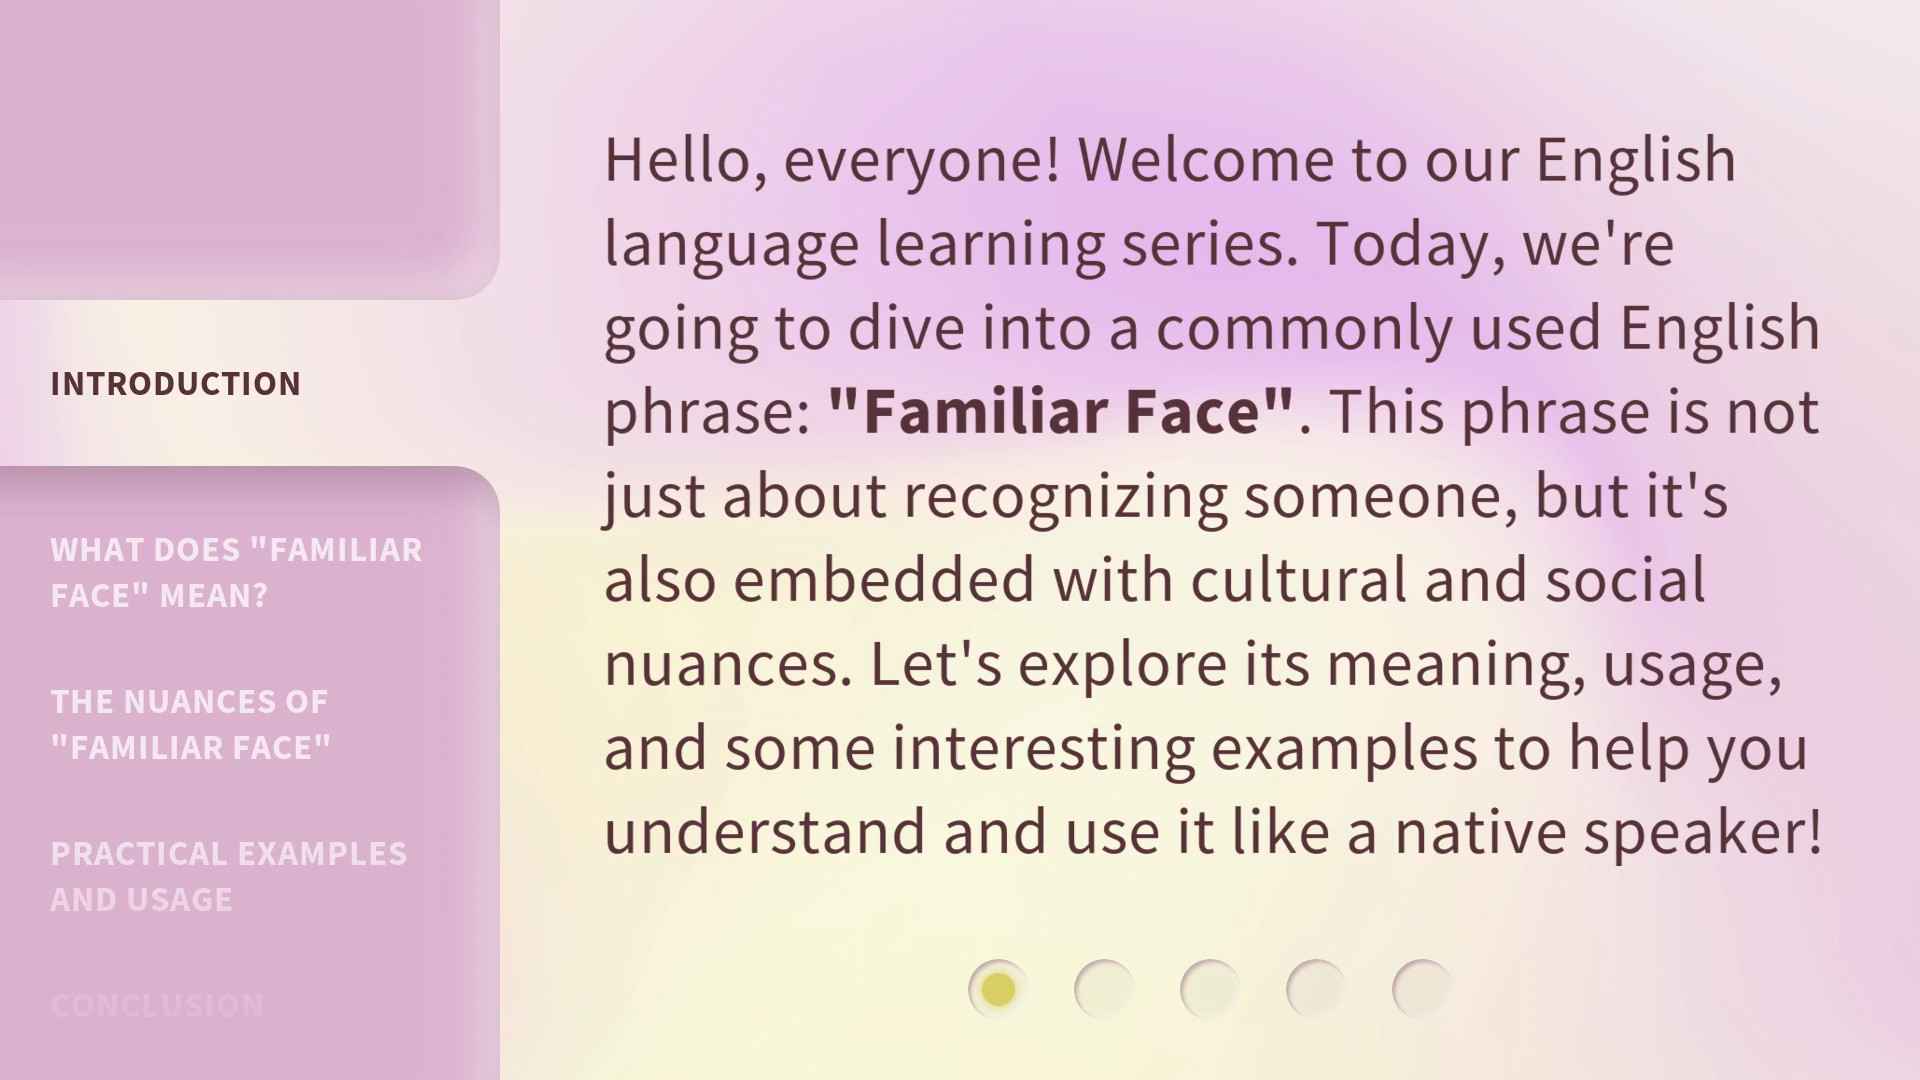 INTRODUCTION
WHAT DOES "FAMILIAR
FACE" MEAN?
THE NUANCES OF
"FAMILIAR FACE"
PRACTICAL EXAMPLES
AND USAGE
CONCLUSION
Hello, everyone! Welcome to our English
language learning series. Today, we're
going to dive into a commonly used English
phrase: "Familiar Face". This phrase is not
just about recognizing someone, but it's
also embedded with cultural and social
nuances. Let's explore its meaning, usage,
and some interesting examples to help you
understand and use it like a native speaker!